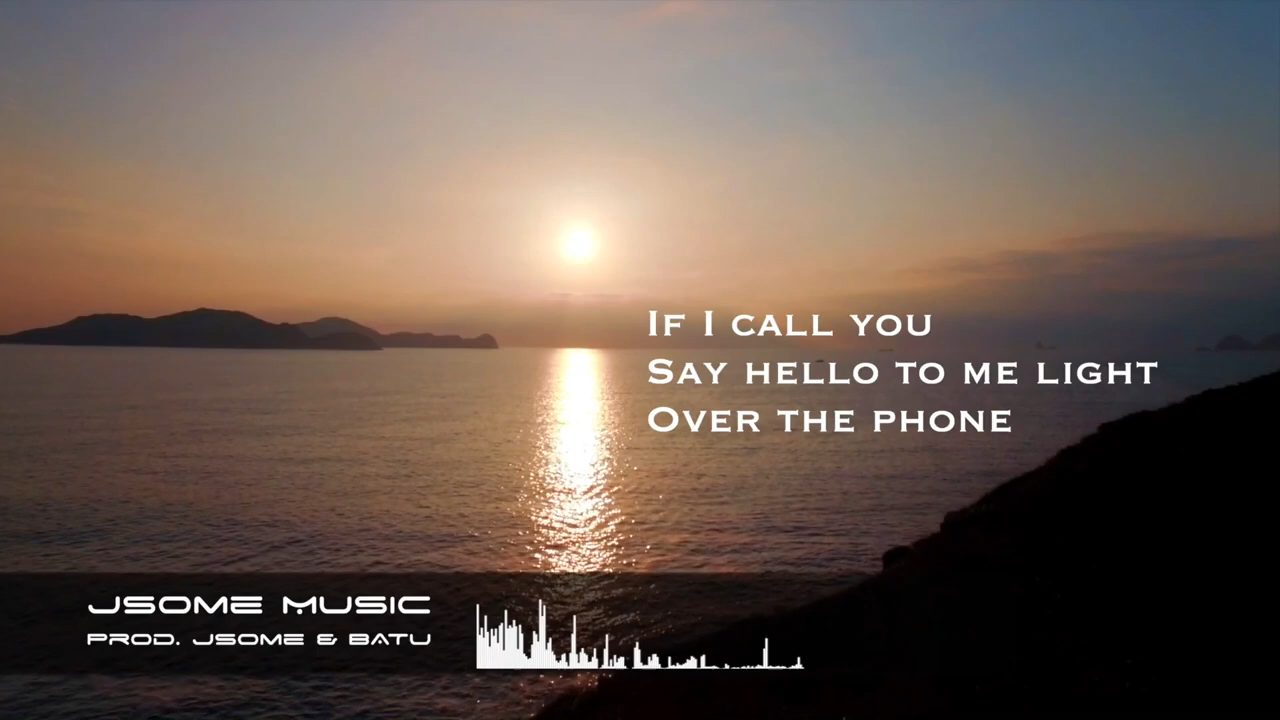 If I call you
Say hello to me light
Over the phone
JSOME MUSIC
PROD. JSOME & BATU